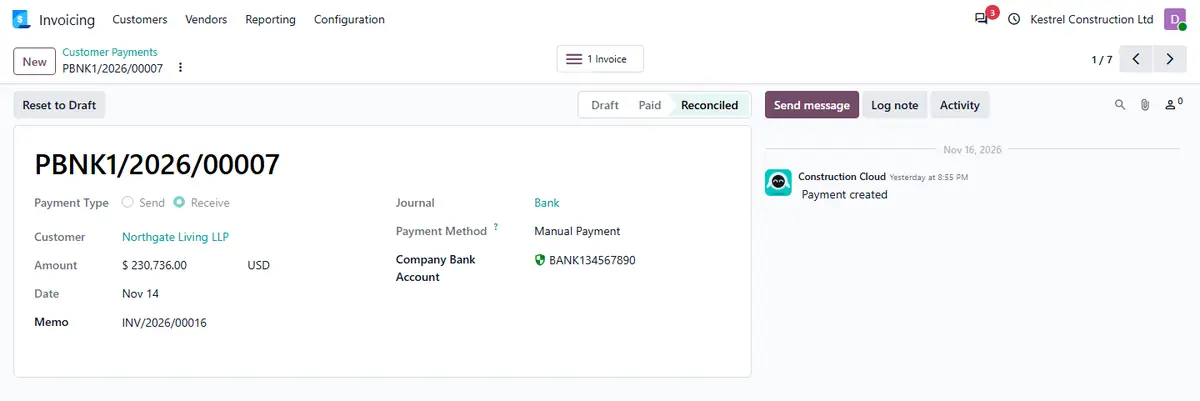 Invoicing Customers Vendors Reporting Configuration 3 Kestrel Construction Ltd D
New Customer Payments
PBNK1/2026/00007
1 Invoice
1 / 7
Reset to Draft
Draft Paid Reconciled
Send message Log note Activity 0
PBNK1/2026/00007
Payment Type Send Receive
Customer Northgate Living LLP
Amount $ 230,736.00 USD
Date Nov 14
Memo INV/2026/00016
Journal Bank
Payment Method ? Manual Payment
Company Bank Account BANK134567890
Nov 16, 2026
Construction Cloud Yesterday at 8:55 PM
Payment created